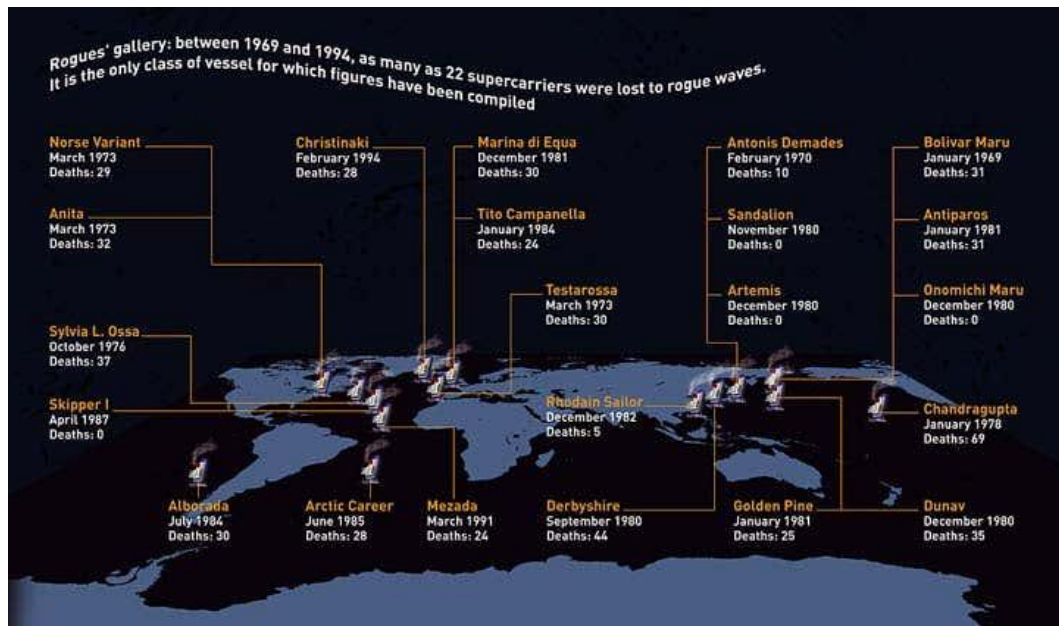 Rogues' gallery: between 1969 and 1994, as many as 22 supercarriers were lost to rogue waves.
It is the only class of vessel for which figures have been compiled
Norse Variant
March 1973
Deaths: 29
Christinaki
February 1994
Deaths: 28
Marina di Equa
December 1981
Deaths: 30
Antonis Demades
February 1970
Deaths: 10
Bolivar Maru
January 1969
Deaths: 31
Anita
March 1973
Deaths: 32
Tito Campanella
January 1984
Deaths: 24
Sandalion
November 1980
Deaths: 0
Antiparos
January 1981
Deaths: 31
Testarossa
March 1973
Deaths: 30
Artemis
December 1980
Deaths: 0
Onomichi Maru
December 1980
Deaths: 0
Sylvia L. Ossa
October 1976
Deaths: 37
Skipper I
April 1987
Deaths: 0
Rhodain Sailor
December 1982
Deaths: 5
Chandragupta
January 1978
Deaths: 69
Alborada
July 1984
Deaths: 30
Arctic Career
June 1985
Deaths: 28
Mezada
March 1991
Deaths: 24
Derbyshire
September 1980
Deaths: 44
Golden Pine
January 1981
Deaths: 25
Dunav
December 1980
Deaths: 35